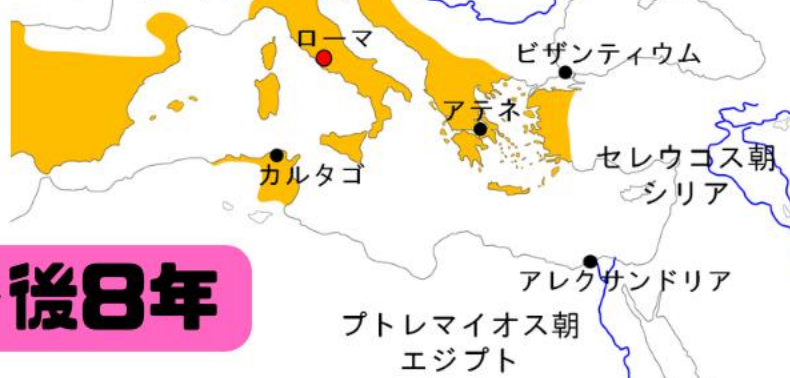 ローマ
ビザンティウム
アテネ
カルタゴ
セレウコス朝
シリア
アレクサンドリア
後8年
プトレマイオス朝
エジプト